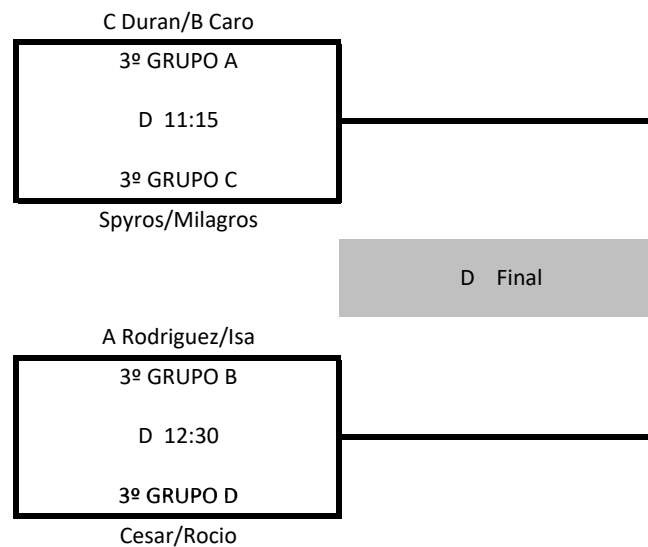 C Duran/B Caro
3º GRUPO A
D 11:15
3º GRUPO C
Spyros/Milagros
D Final
A Rodriguez/Isa
3º GRUPO B
D 12:30
3º GRUPO D
Cesar/Rocio